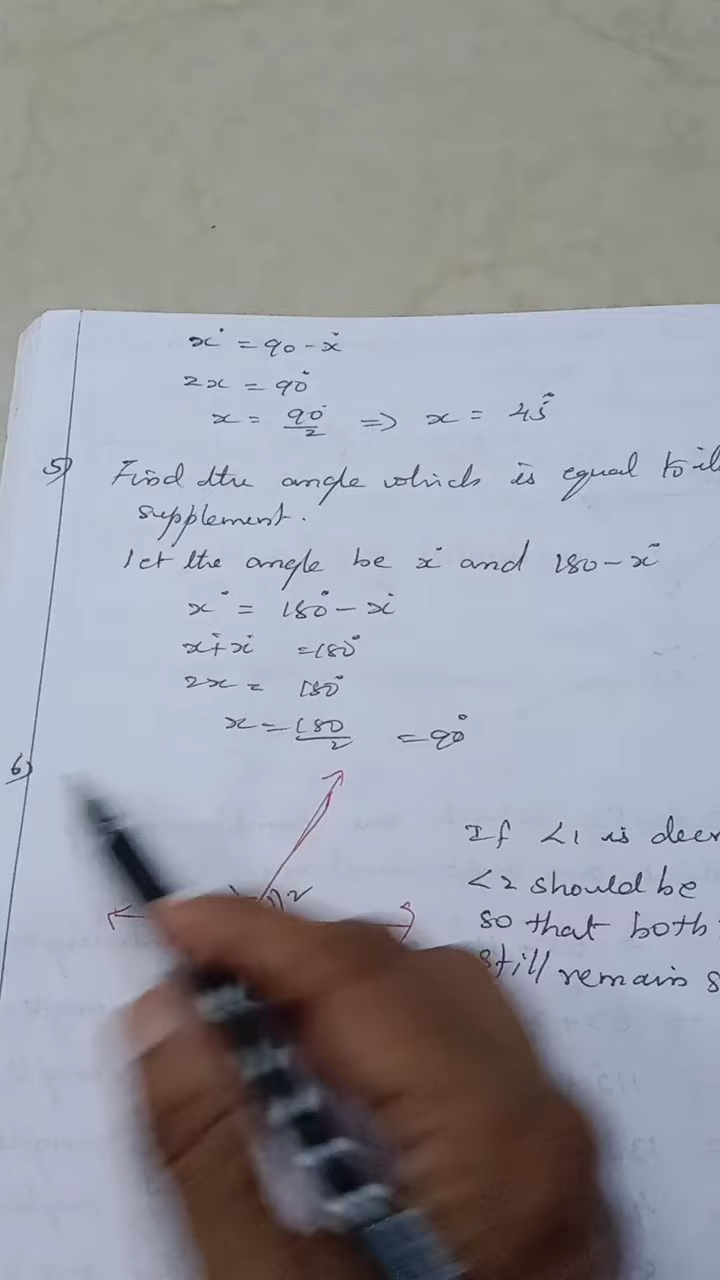 x° = 90 - x°
2x = 90°
x = 90°/2 => x = 45°
5) Find the angle which is equal to
supplement.
let the angle be x° and 180 - x°
x° = 180° - x°
x° + x° = 180°
2x = 180°
x = 180/2 = 90°
6)
2
If ∠1 is
∠2 should be
so that both
still remain